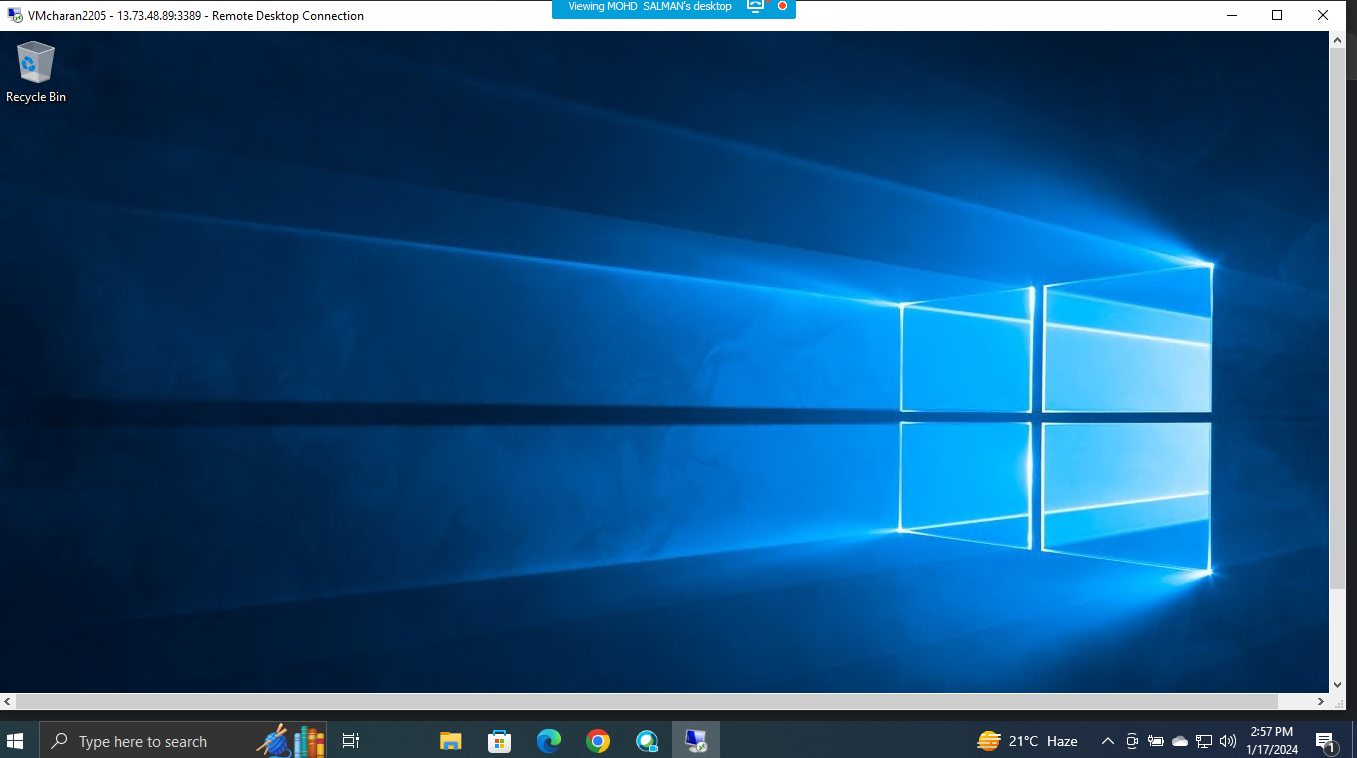 VMcharan2205 - 13.73.48.89:3389 - Remote Desktop Connection
Viewing MOHD SALMAN's desktop
Recycle Bin
Type here to search
21°C Haze
2:57 PM
1/17/2024
1